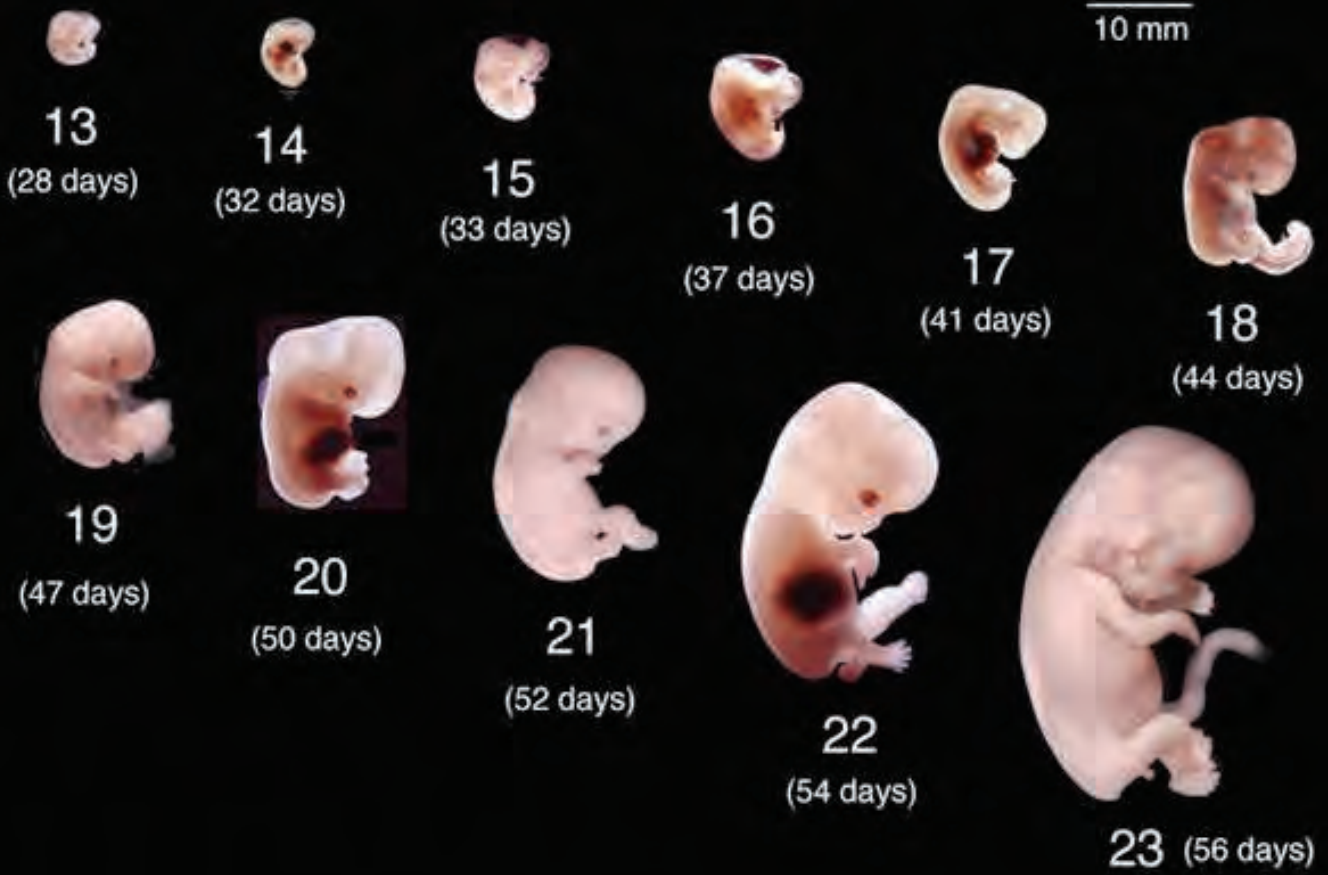 10 mm
13
(28 days)
14
(32 days)
15
(33 days)
16
(37 days)
17
(41 days)
18
(44 days)
19
(47 days)
20
(50 days)
21
(52 days)
22
(54 days)
23 (56 days)